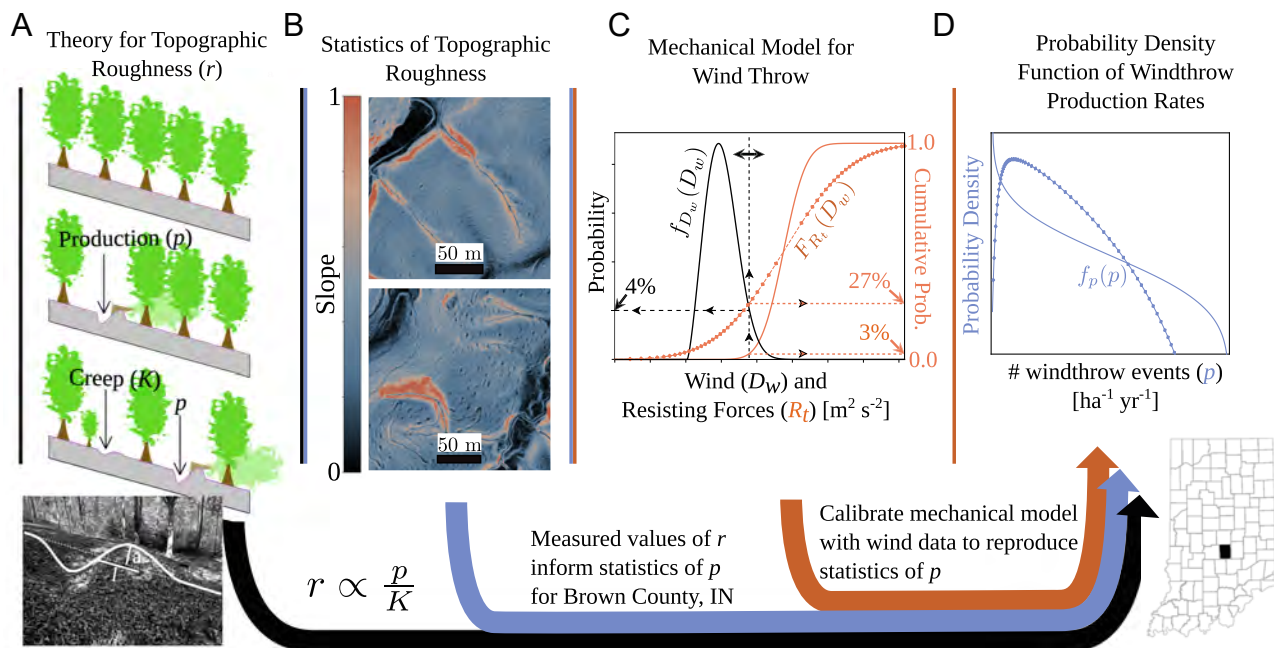 A
Theory for Topographic
Roughness (r)
Production (p)
Creep (K)
p
a
B
Statistics of Topographic
Roughness
1
Slope
0
50 m
50 m
C
Mechanical Model for
Wind Throw
Probability
f_{D_w}(D_w)
F_{R_t}(D_w)
4%
1.0
27%
3%
0.0
Cumulative Prob.
Wind (D_w) and
Resisting Forces (R_t) [m² s⁻²]
D
Probability Density
Function of Windthrow
Production Rates
Probability Density
f_p(p)
# windthrow events (p)
[ha⁻¹ yr⁻¹]
r ∝ p/K
Measured values of r
inform statistics of p
for Brown County, IN
Calibrate mechanical model
with wind data to reproduce
statistics of p